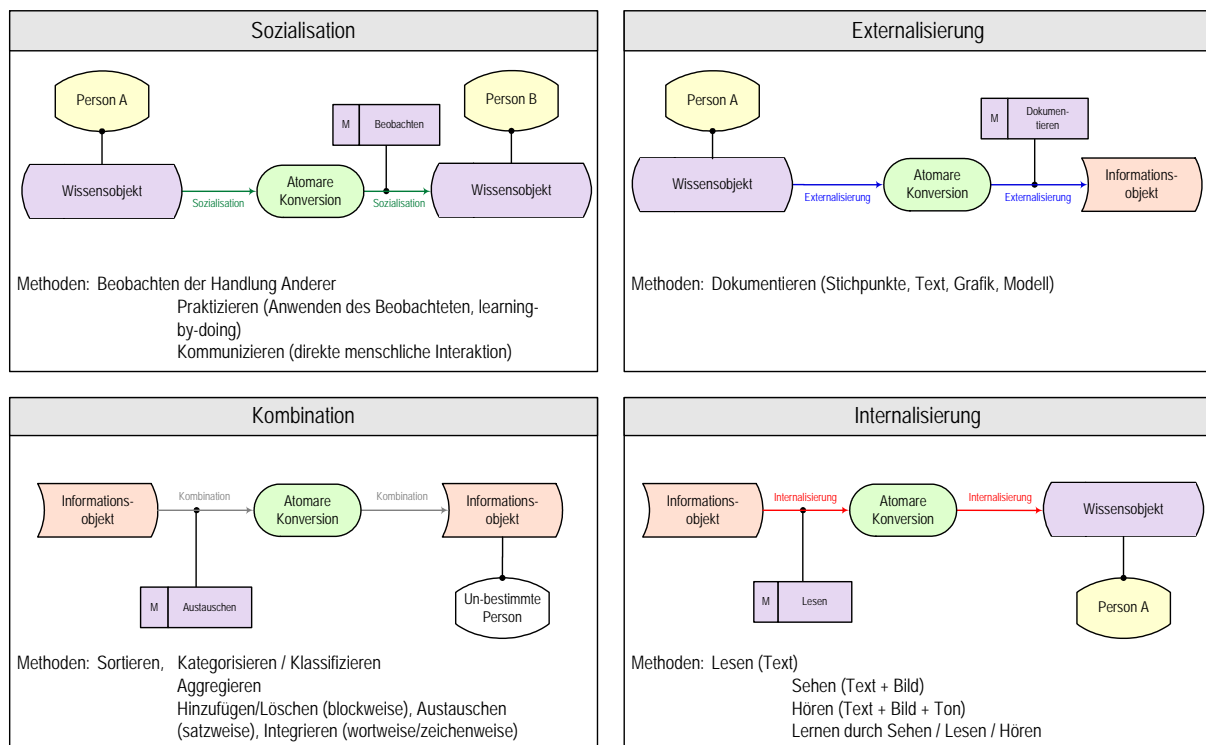 Sozialisation
Person A
Person B
M
Beobachten
Wissensobjekt
Sozialisation
Atomare
Konversion
Sozialisation
Wissensobjekt
Methoden: Beobachten der Handlung Anderer
Praktizieren (Anwenden des Beobachteten, learning-
by-doing)
Kommunizieren (direkte menschliche Interaktion)
Externalisierung
Person A
M
Dokumen-
tieren
Wissensobjekt
Externalisierung
Atomare
Konversion
Externalisierung
Informations-
objekt
Methoden: Dokumentieren (Stichpunkte, Text, Grafik, Modell)
Kombination
Informations-
objekt
Kombination
Atomare
Konversion
Kombination
Informations-
objekt
M
Austauschen
Un-bestimmte
Person
Methoden: Sortieren, Kategorisieren / Klassifizieren
Aggregieren
Hinzufügen/Löschen (blockweise), Austauschen
(satzweise), Integrieren (wortweise/zeichenweise)
Internalisierung
Informations-
objekt
Internalisierung
Atomare
Konversion
Internalisierung
Wissensobjekt
M
Lesen
Person A
Methoden: Lesen (Text)
Sehen (Text + Bild)
Hören (Text + Bild + Ton)
Lernen durch Sehen / Lesen / Hören